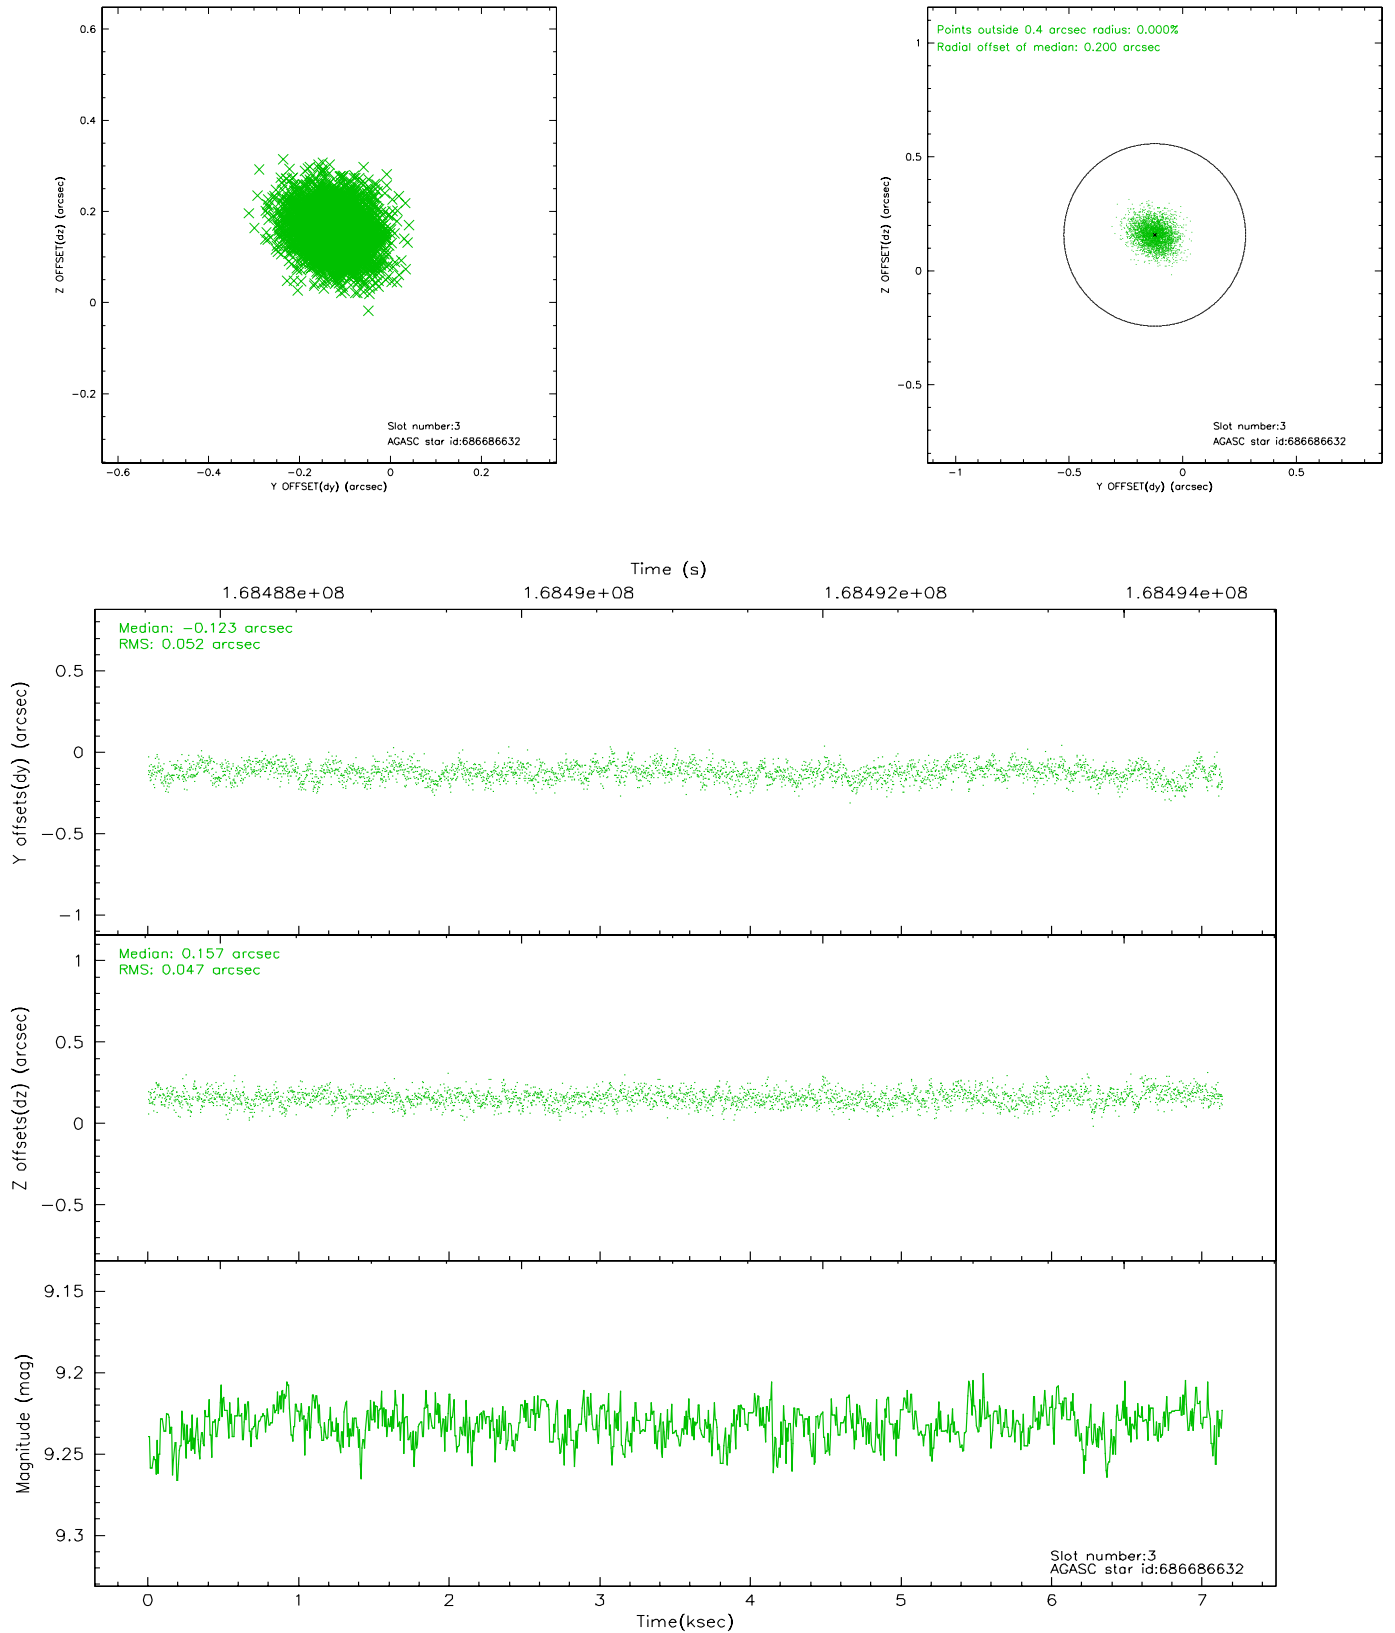 0.6
0.4
0.2
0
−0.2
Z OFFSET(dz) (arcsec)
Slot number:3
AGASC star id:686686632
−0.6 −0.4 −0.2 0 0.2
Y OFFSET(dy) (arcsec)
Points outside 0.4 arcsec radius: 0.000%
Radial offset of median: 0.200 arcsec
1
0.5
0
−0.5
Z OFFSET(dz) (arcsec)
Slot number:3
AGASC star id:686686632
−1 −0.5 0 0.5
Y OFFSET(dy) (arcsec)
Time (s)
1.68488e+08 1.6849e+08 1.68492e+08 1.68494e+08
Median: −0.123 arcsec
RMS: 0.052 arcsec
0.5
0
−0.5
−1
Y offsets(dy) (arcsec)
Median: 0.157 arcsec
RMS: 0.047 arcsec
1
0.5
0
−0.5
Z offsets(dz) (arcsec)
9.15
9.2
9.25
9.3
Magnitude (mag)
Slot number:3
AGASC star id:686686632
0 1 2 3 4 5 6 7
Time(ksec)